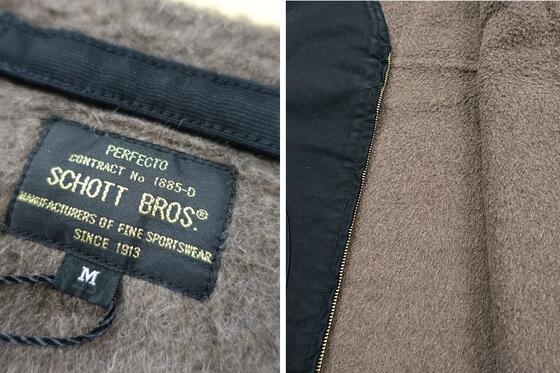 PERFECTO
CONTRACT No 1885-D
SCHOTT BROS.®
MANUFACTURERS OF FINE SPORTSWEAR
SINCE 1913
M